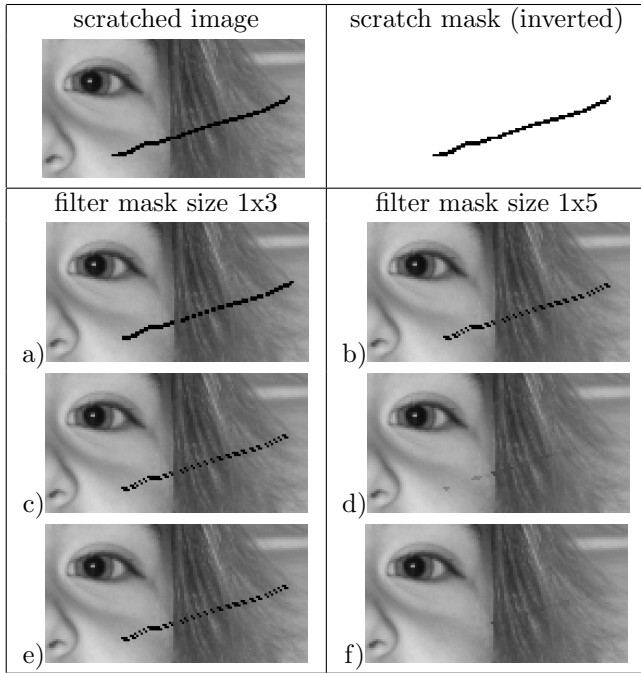 scratched image
scratch mask (inverted)
filter mask size 1x3
filter mask size 1x5
a)
b)
c)
d)
e)
f)